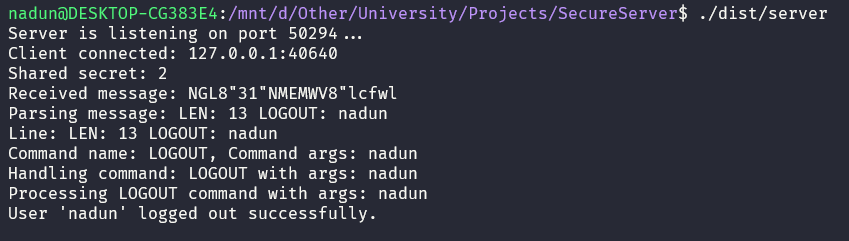 nadun@DESKTOP-CG383E4:/mnt/d/Other/University/Projects/SecureServer$ ./dist/server
Server is listening on port 50294...
Client connected: 127.0.0.1:40640
Shared secret: 2
Received message: NGL8"31"NMEMWV8"lcfwl
Parsing message: LEN: 13 LOGOUT: nadun
Line: LEN: 13 LOGOUT: nadun
Command name: LOGOUT, Command args: nadun
Handling command: LOGOUT with args: nadun
Processing LOGOUT command with args: nadun
User 'nadun' logged out successfully.